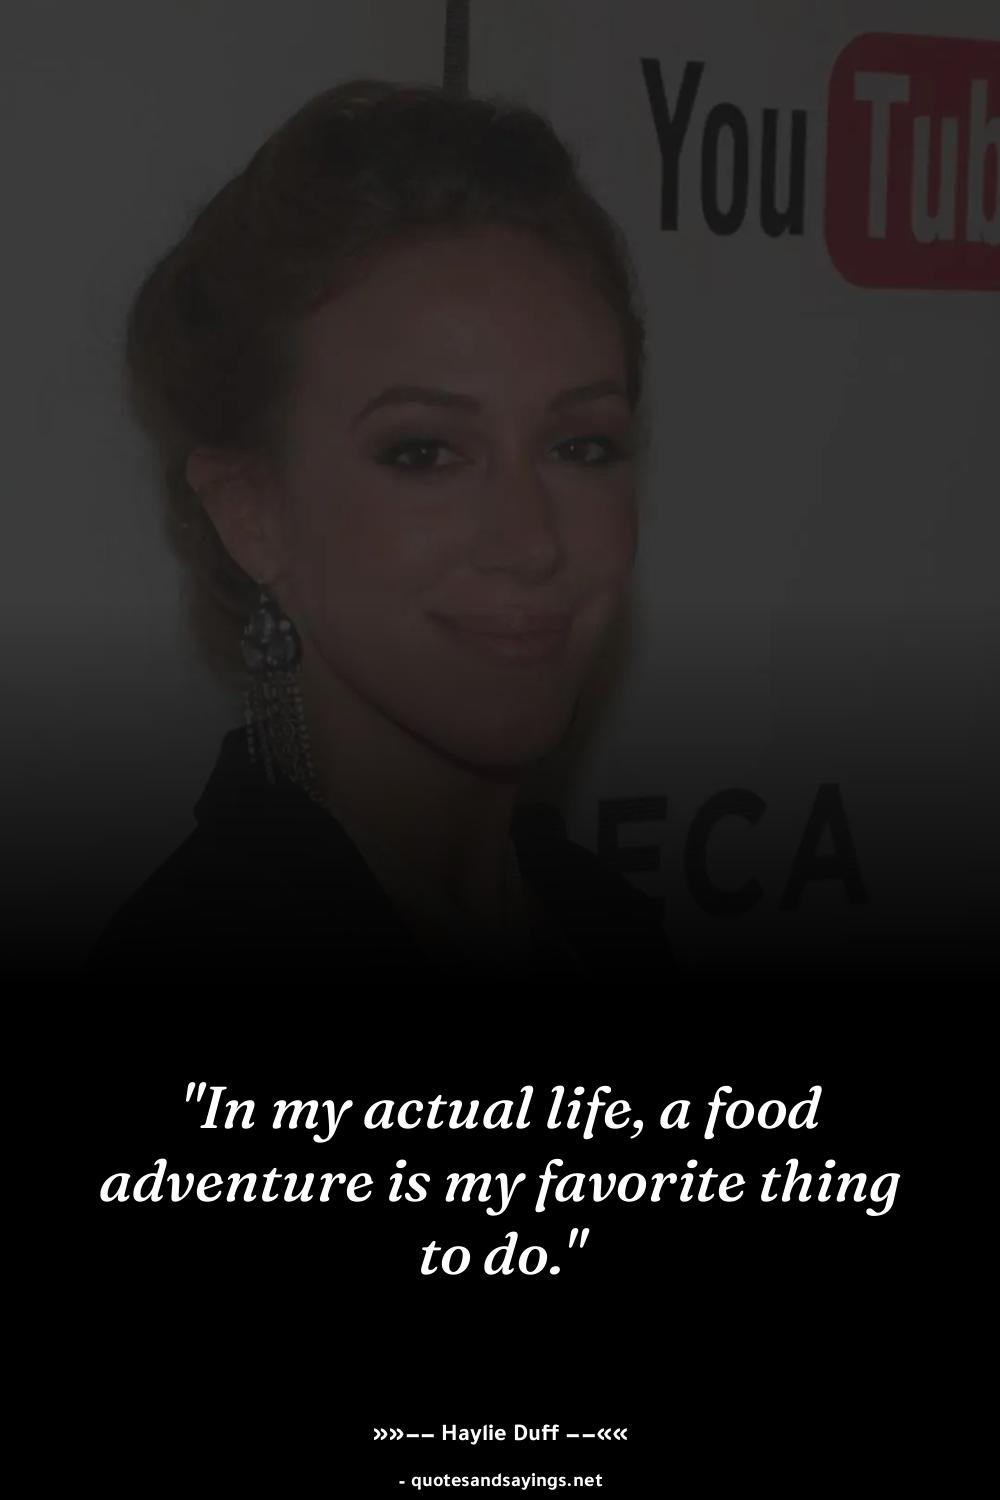 You Tub
ECA
"In my actual life, a food
adventure is my favorite thing
to do."
»»–– Haylie Duff ––««
- quotesandsayings.net